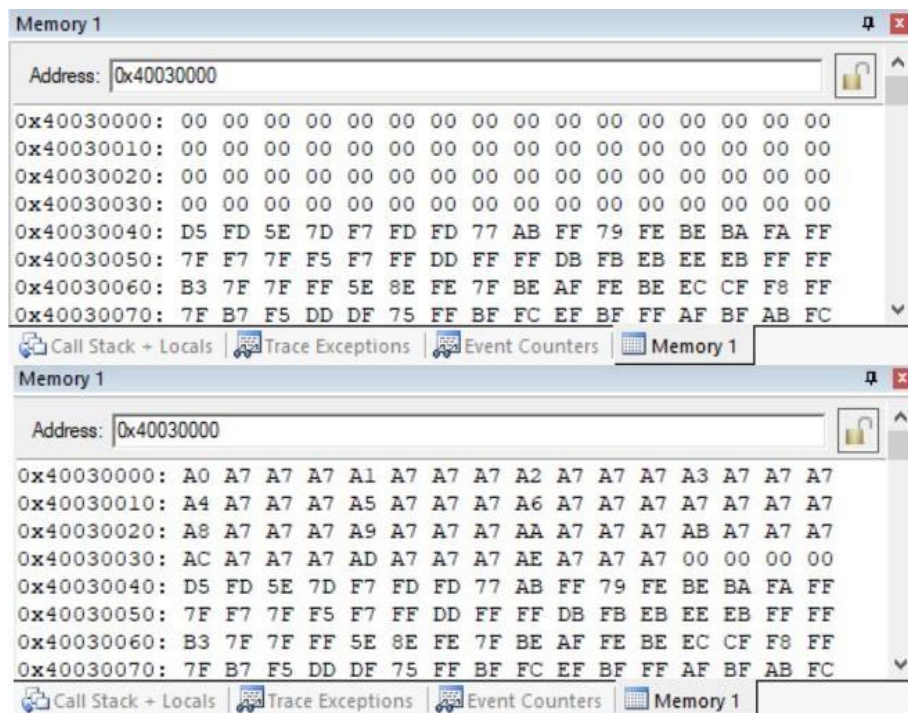 Memory 1
Address: 0x40030000
0x40030000: 00 00 00 00 00 00 00 00 00 00 00 00 00 00 00 00
0x40030010: 00 00 00 00 00 00 00 00 00 00 00 00 00 00 00 00
0x40030020: 00 00 00 00 00 00 00 00 00 00 00 00 00 00 00 00
0x40030030: 00 00 00 00 00 00 00 00 00 00 00 00 00 00 00 00
0x40030040: D5 FD 5E 7D F7 FD FD 77 AB FF 79 FE BE BA FA FF
0x40030050: 7F F7 7F F5 F7 FF DD FF FF DB FB EB EE EB FF FF
0x40030060: B3 7F 7F FF 5E 8E FE 7F BE AF FE BE EC CF F8 FF
0x40030070: 7F B7 F5 DD DF 75 FF BF FC EF BF FF AF BF AB FC
Call Stack + Locals Trace Exceptions Event Counters Memory 1
Memory 1
Address: 0x40030000
0x40030000: A0 A7 A7 A7 A1 A7 A7 A7 A2 A7 A7 A7 A3 A7 A7 A7
0x40030010: A4 A7 A7 A7 A5 A7 A7 A7 A6 A7 A7 A7 A7 A7 A7 A7
0x40030020: A8 A7 A7 A7 A9 A7 A7 A7 AA A7 A7 A7 AB A7 A7 A7
0x40030030: AC A7 A7 A7 AD A7 A7 A7 AE A7 A7 A7 00 00 00 00
0x40030040: D5 FD 5E 7D F7 FD FD 77 AB FF 79 FE BE BA FA FF
0x40030050: 7F F7 7F F5 F7 FF DD FF FF DB FB EB EE EB FF FF
0x40030060: B3 7F 7F FF 5E 8E FE 7F BE AF FE BE EC CF F8 FF
0x40030070: 7F B7 F5 DD DF 75 FF BF FC EF BF FF AF BF AB FC
Call Stack + Locals Trace Exceptions Event Counters Memory 1